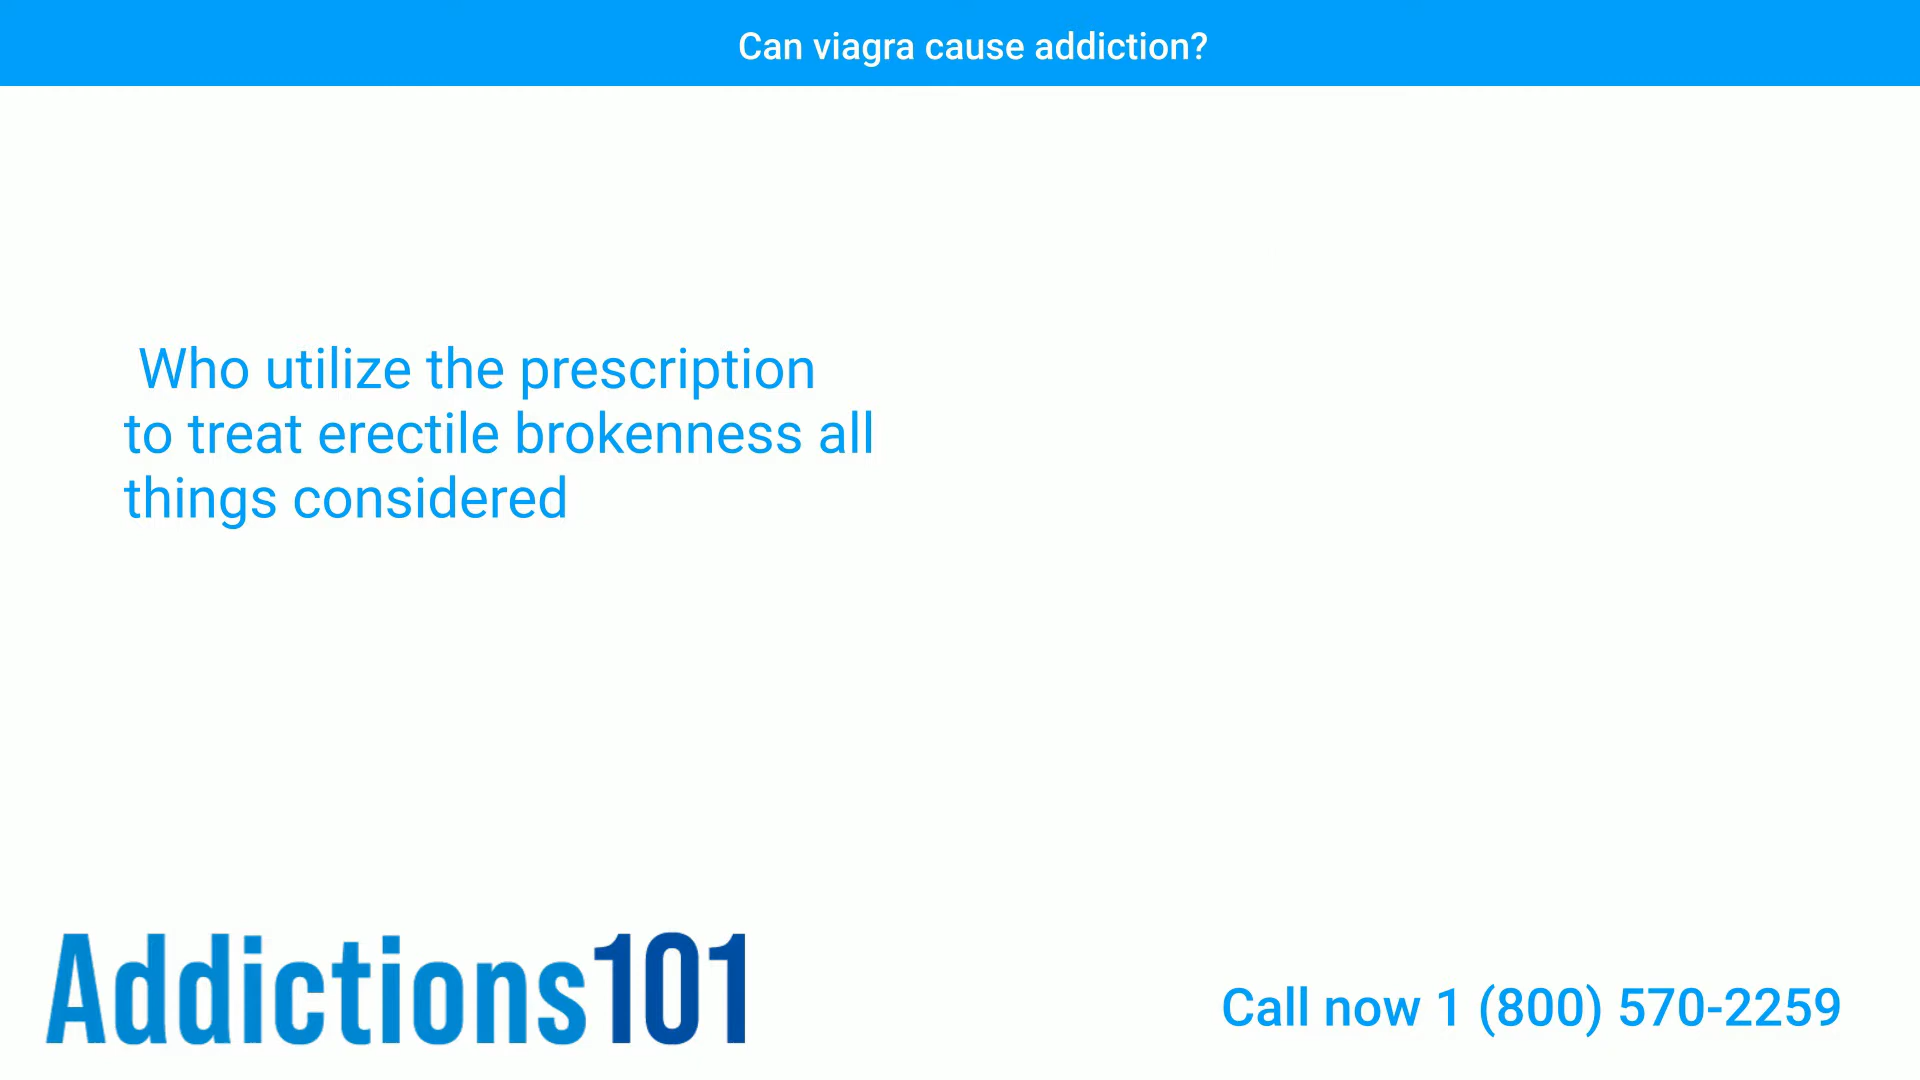 Can viagra cause addiction?
Who utilize the prescription
to treat erectile brokenness all
things considered
Addictions101
Call now 1 (800) 570-2259